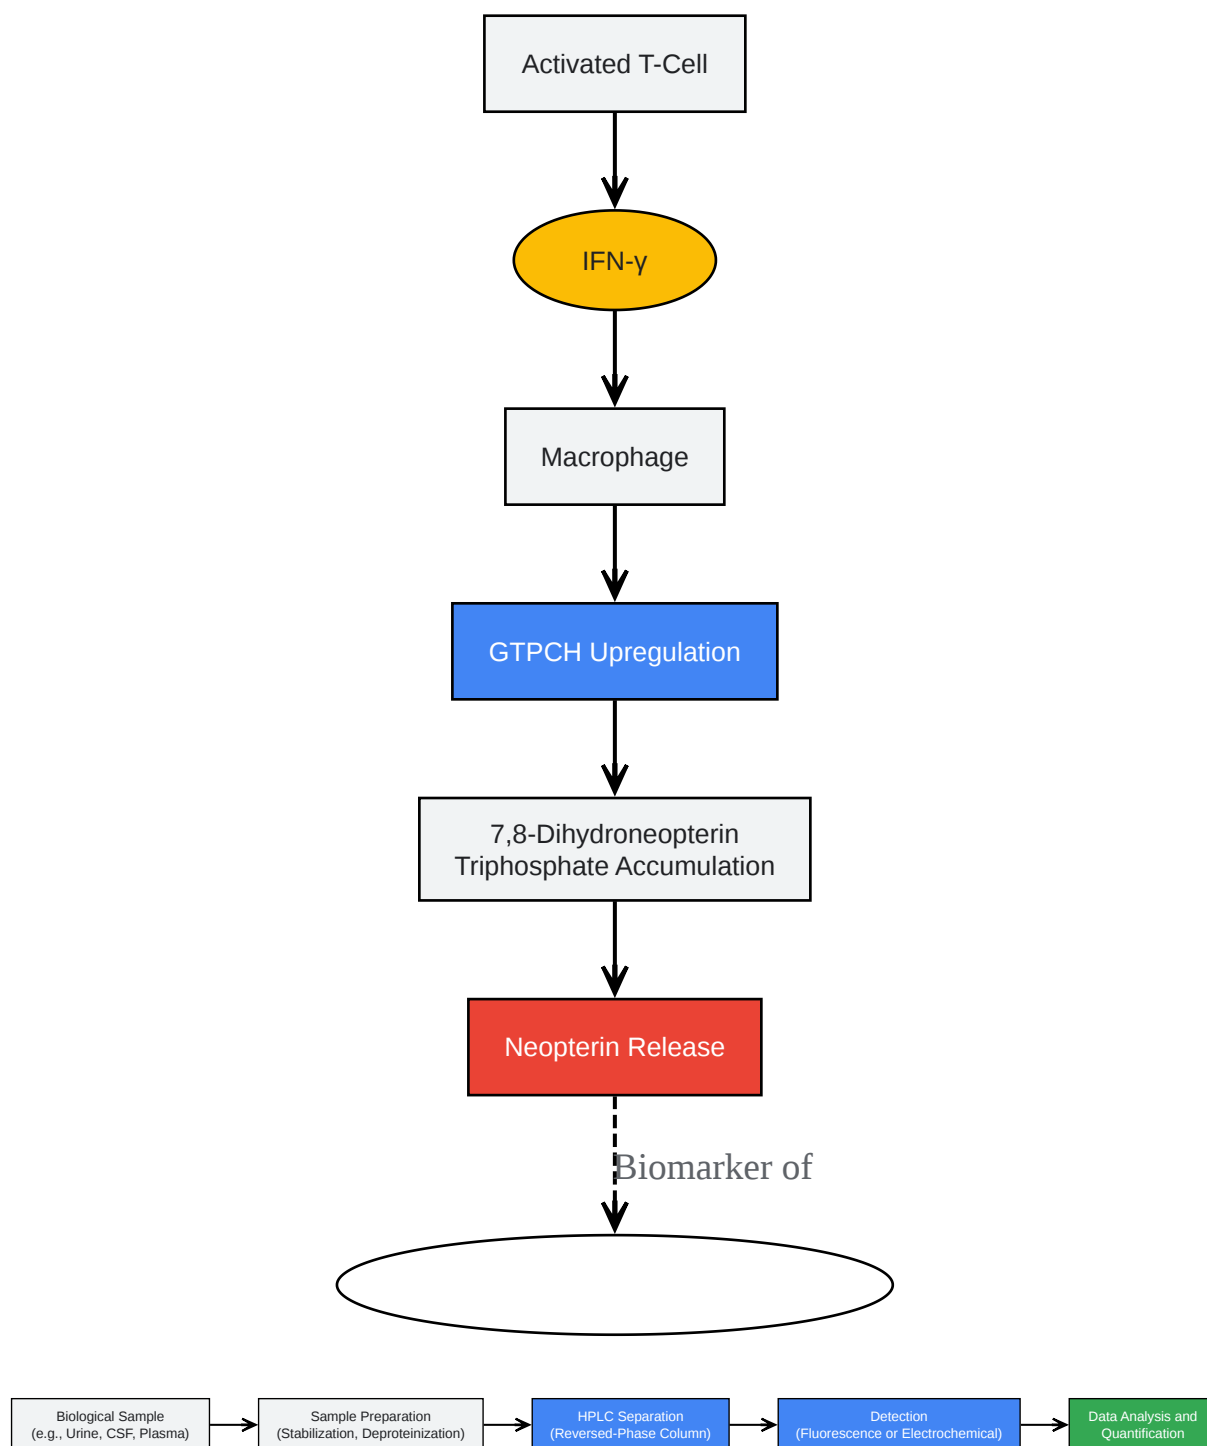 Activated T-Cell
IFN-γ
Macrophage
GTPCH Upregulation
7,8-Dihydroneopterin
Triphosphate Accumulation
Neopterin Release
Biomarker of
Biological Sample
(e.g., Urine, CSF, Plasma)
Sample Preparation
(Stabilization, Deproteinization)
HPLC Separation
(Reversed-Phase Column)
Detection
(Fluorescence or Electrochemical)
Data Analysis and
Quantification